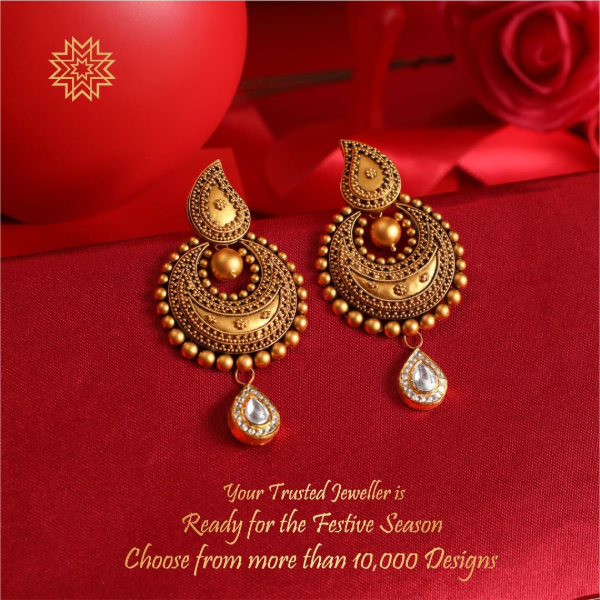 Your Trusted Jeweller is
Ready for the Festive Season
Choose from more than 10,000 Designs